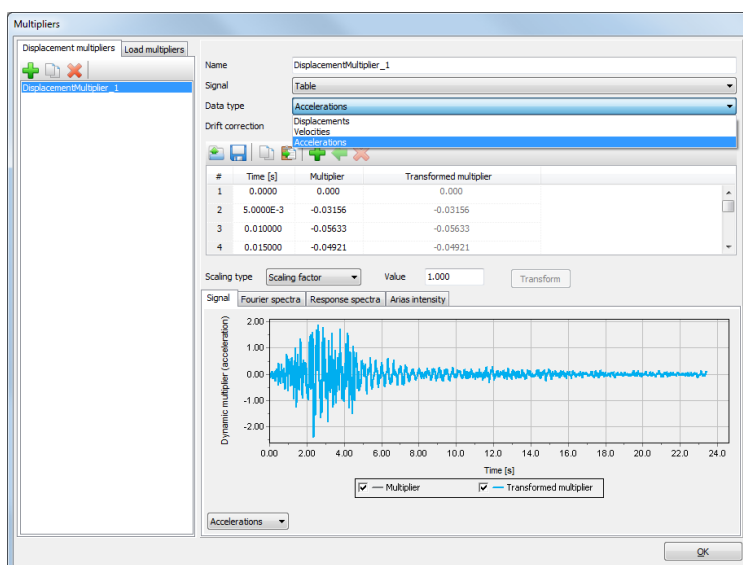 Multipliers
Displacement multipliers Load multipliers
DisplacementMultiplier_1
Name DisplacementMultiplier_1
Signal Table
Data type Accelerations
Displacements
Velocities
Accelerations
Drift correction
# Time [s] Multiplier Transformed multiplier
1 0.0000 0.000 0.000
2 5.0000E-3 -0.03156 -0.03156
3 0.010000 -0.05633 -0.05633
4 0.015000 -0.04921 -0.04921
Scaling type Scaling factor Value 1.000 Transform
Signal Fourier spectra Response spectra Arias intensity
Dynamic multiplier (acceleration)
2.00
1.00
0.00
-1.00
-2.00
0.00 2.00 4.00 6.00 8.00 10.0 12.0 14.0 16.0 18.0 20.0 22.0 24.0
Time [s]
Multiplier Transformed multiplier
Accelerations
OK